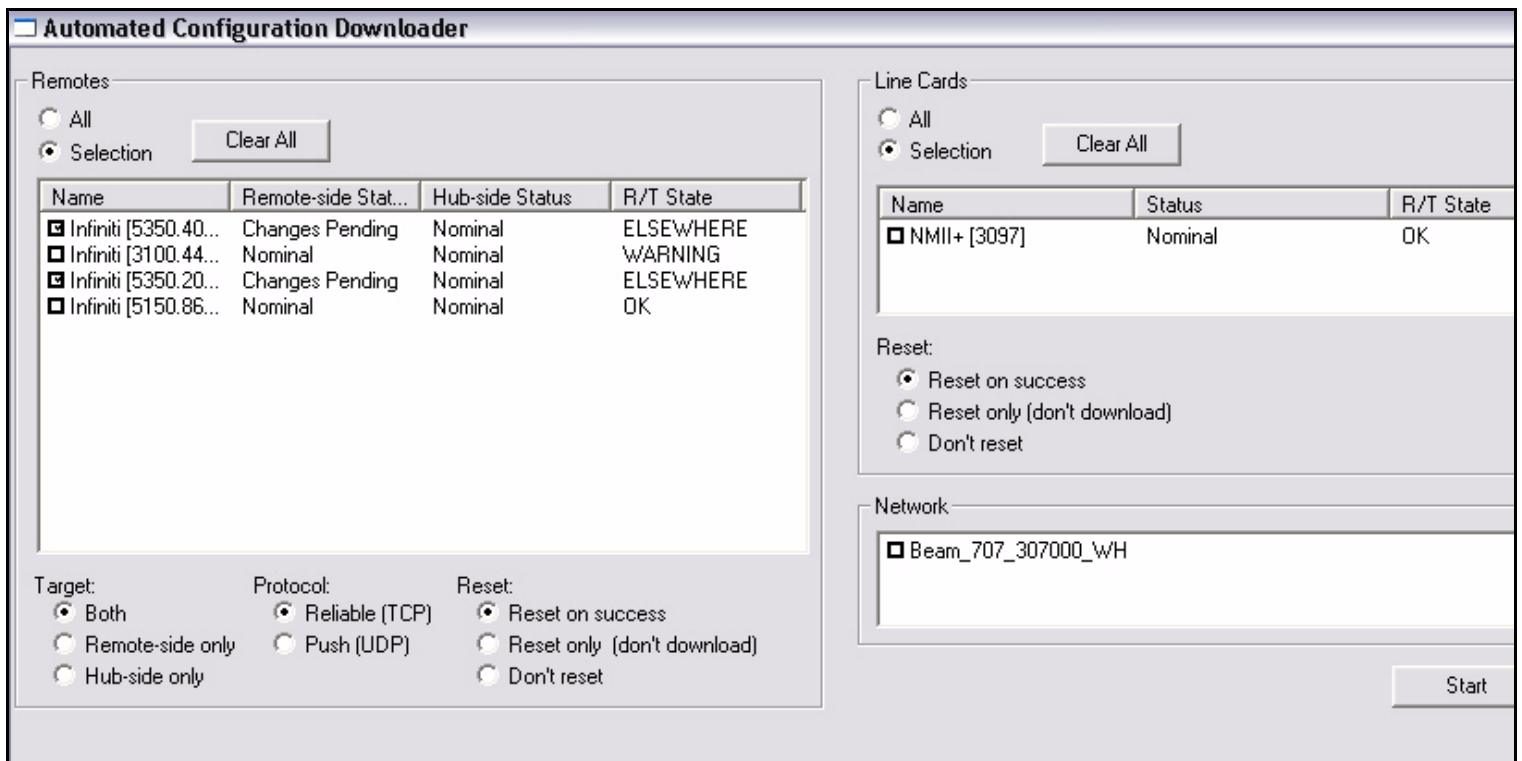 Automated Configuration Downloader
Remotes
All
Selection
Clear All
Name Remote-side Stat... Hub-side Status R/T State
Infiniti [5350.40... Changes Pending Nominal ELSEWHERE
Infiniti [3100.44... Nominal Nominal WARNING
Infiniti [5350.20... Changes Pending Nominal ELSEWHERE
Infiniti [5150.86... Nominal Nominal OK
Target:
Both
Remote-side only
Hub-side only
Protocol:
Reliable (TCP)
Push (UDP)
Reset:
Reset on success
Reset only (don't download)
Don't reset
Line Cards
All
Selection
Clear All
Name Status R/T State
NMII+ [3097] Nominal OK
Reset:
Reset on success
Reset only (don't download)
Don't reset
Network
Beam_707_307000_WH
Start